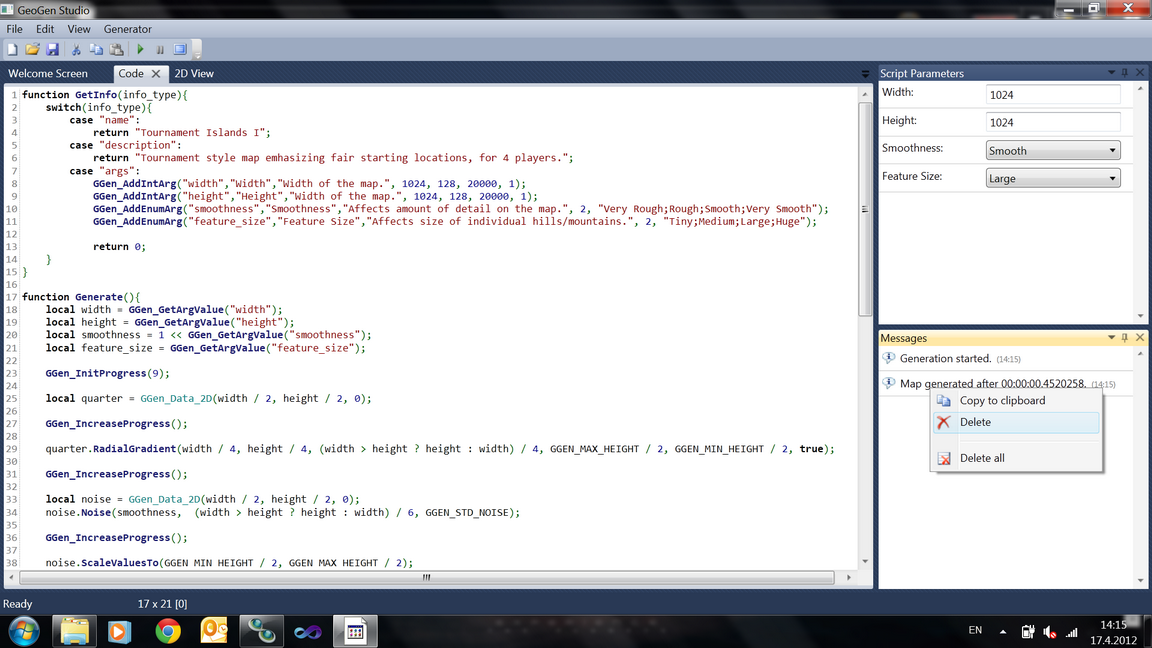 GeoGen Studio
File Edit View Generator
Welcome Screen Code 2D View
1 function GetInfo(info_type){
2 switch(info_type){
3 case "name":
4 return "Tournament Islands I";
5 case "description":
6 return "Tournament style map emhasizing fair starting locations, for 4 players.";
7 case "args":
8 GGen_AddIntArg("width","Width","Width of the map.", 1024, 128, 20000, 1);
9 GGen_AddIntArg("height","Height","Width of the map.", 1024, 128, 20000, 1);
10 GGen_AddEnumArg("smoothness","Smoothness","Affects amount of detail on the map.", 2, "Very Rough;Rough;Smooth;Very Smooth");
11 GGen_AddEnumArg("feature_size","Feature Size","Affects size of individual hills/mountains.", 2, "Tiny;Medium;Large;Huge");
12
13 return 0;
14 }
15 }
16
17 function Generate(){
18 local width = GGen_GetArgValue("width");
19 local height = GGen_GetArgValue("height");
20 local smoothness = 1 << GGen_GetArgValue("smoothness");
21 local feature_size = GGen_GetArgValue("feature_size");
22
23 GGen_InitProgress(9);
24
25 local quarter = GGen_Data_2D(width / 2, height / 2, 0);
26
27 GGen_IncreaseProgress();
28
29 quarter.RadialGradient(width / 4, height / 4, (width > height ? height : width) / 4, GGEN_MAX_HEIGHT / 2, GGEN_MIN_HEIGHT / 2, true);
30
31 GGen_IncreaseProgress();
32
33 local noise = GGen_Data_2D(width / 2, height / 2, 0);
34 noise.Noise(smoothness, (width > height ? height : width) / 6, GGEN_STD_NOISE);
35
36 GGen_IncreaseProgress();
37
38 noise.ScaleValuesTo(GGEN_MIN_HEIGHT / 2, GGEN_MAX_HEIGHT / 2);
Script Parameters
Width: 1024
Height: 1024
Smoothness: Smooth
Feature Size: Large
Messages
Generation started. (14:15)
Map generated after 00:00:00.4520258. (14:15)
Copy to clipboard
Delete
Delete all
Ready 17 x 21 [0]
EN 14:15
17.4.2012